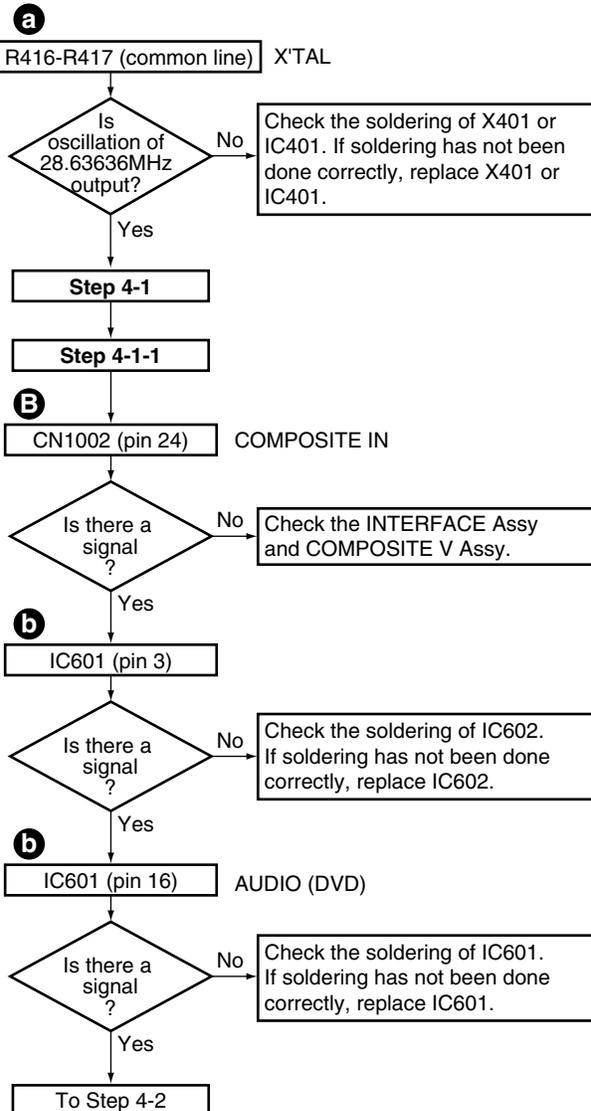 a
R416-R417 (common line) X'TAL
Is
oscillation of
28.63636MHz
output?
No
Check the soldering of X401 or
IC401. If soldering has not been
done correctly, replace X401 or
IC401.
Yes
Step 4-1
Step 4-1-1
B
CN1002 (pin 24) COMPOSITE IN
Is there a
signal
?
No
Check the INTERFACE Assy
and COMPOSITE V Assy.
Yes
b
IC601 (pin 3)
Is there a
signal
?
No
Check the soldering of IC602.
If soldering has not been done
correctly, replace IC602.
Yes
b
IC601 (pin 16) AUDIO (DVD)
Is there a
signal
?
No
Check the soldering of IC601.
If soldering has not been done
correctly, replace IC601.
Yes
To Step 4-2